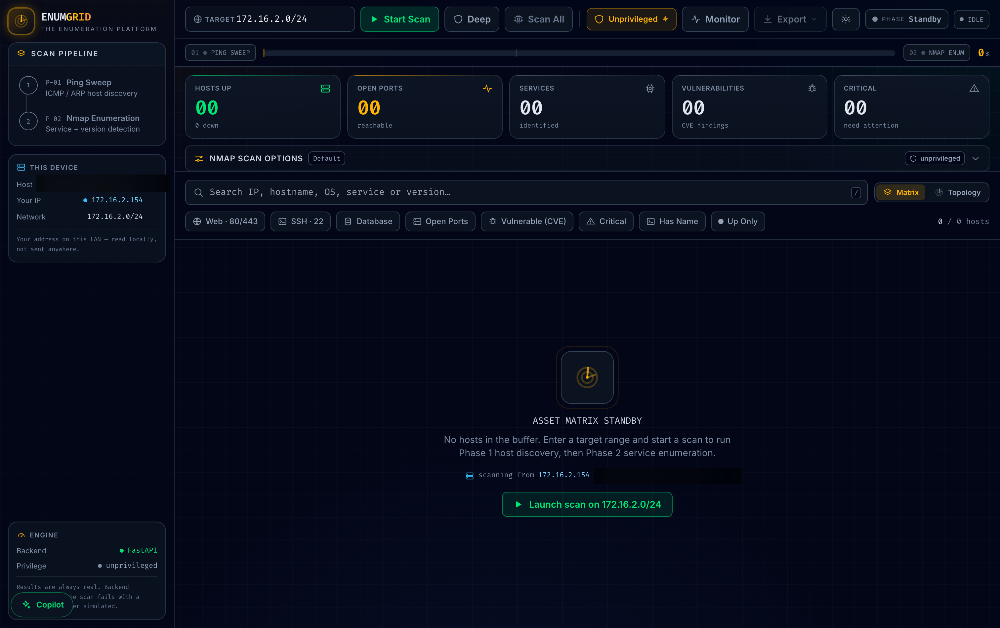 ENUMGRID
THE ENUMERATION PLATFORM
SCAN PIPELINE
1
P-01 Ping Sweep
ICMP / ARP host discovery
2
P-02 Nmap Enumeration
Service + version detection
THIS DEVICE
Host
Your IP 172.16.2.154
Network 172.16.2.0/24
Your address on this LAN — read locally,
not sent anywhere.
ENGINE
Backend FastAPI
Privilege unprivileged
Results are always real. Backend
he scan fails with a
er simulated.
Copilot
TARGET 172.16.2.0/24
Start Scan
Deep
Scan All
Unprivileged
Monitor
Export
PHASE Standby
IDLE
01 PING SWEEP
02 NMAP ENUM
0%
HOSTS UP
00
0 down
OPEN PORTS
00
reachable
SERVICES
00
identified
VULNERABILITIES
00
CVE findings
CRITICAL
00
need attention
NMAP SCAN OPTIONS Default
unprivileged
Search IP, hostname, OS, service or version…
/
Matrix
Topology
Web · 80/443
SSH · 22
Database
Open Ports
Vulnerable (CVE)
Critical
Has Name
Up Only
0 / 0 hosts
ASSET MATRIX STANDBY
No hosts in the buffer. Enter a target range and start a scan to run
Phase 1 host discovery, then Phase 2 service enumeration.
scanning from 172.16.2.154
Launch scan on 172.16.2.0/24